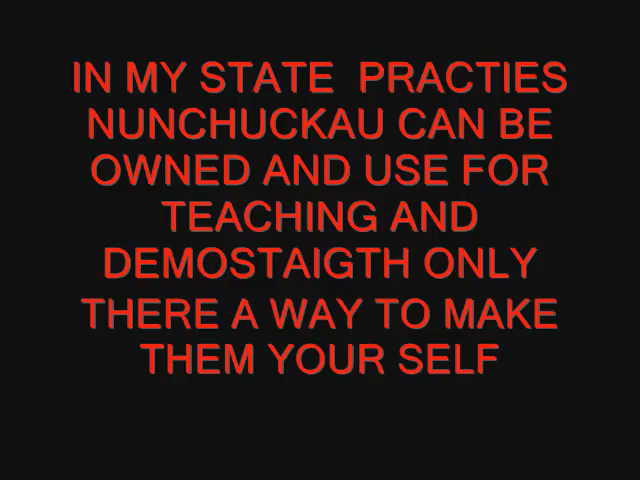 IN MY STATE  PRACTIES
NUNCHUCKAU CAN BE
OWNED AND USE FOR
TEACHING AND
DEMOSTAIGTH ONLY
THERE A WAY TO MAKE
THEM YOUR SELF